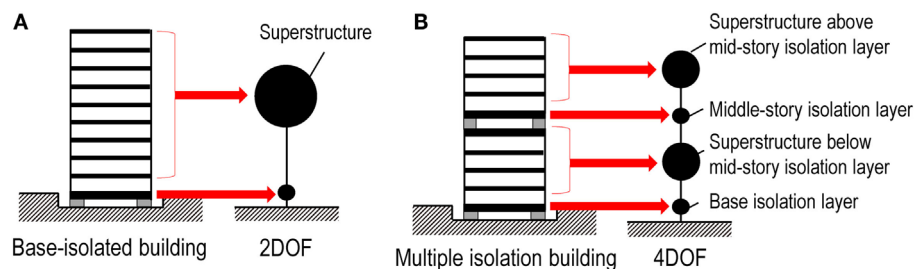 A
Superstructure
Base-isolated building
2DOF
B
Superstructure above
mid-story isolation layer
Middle-story isolation layer
Superstructure below
mid-story isolation layer
Base isolation layer
Multiple isolation building
4DOF